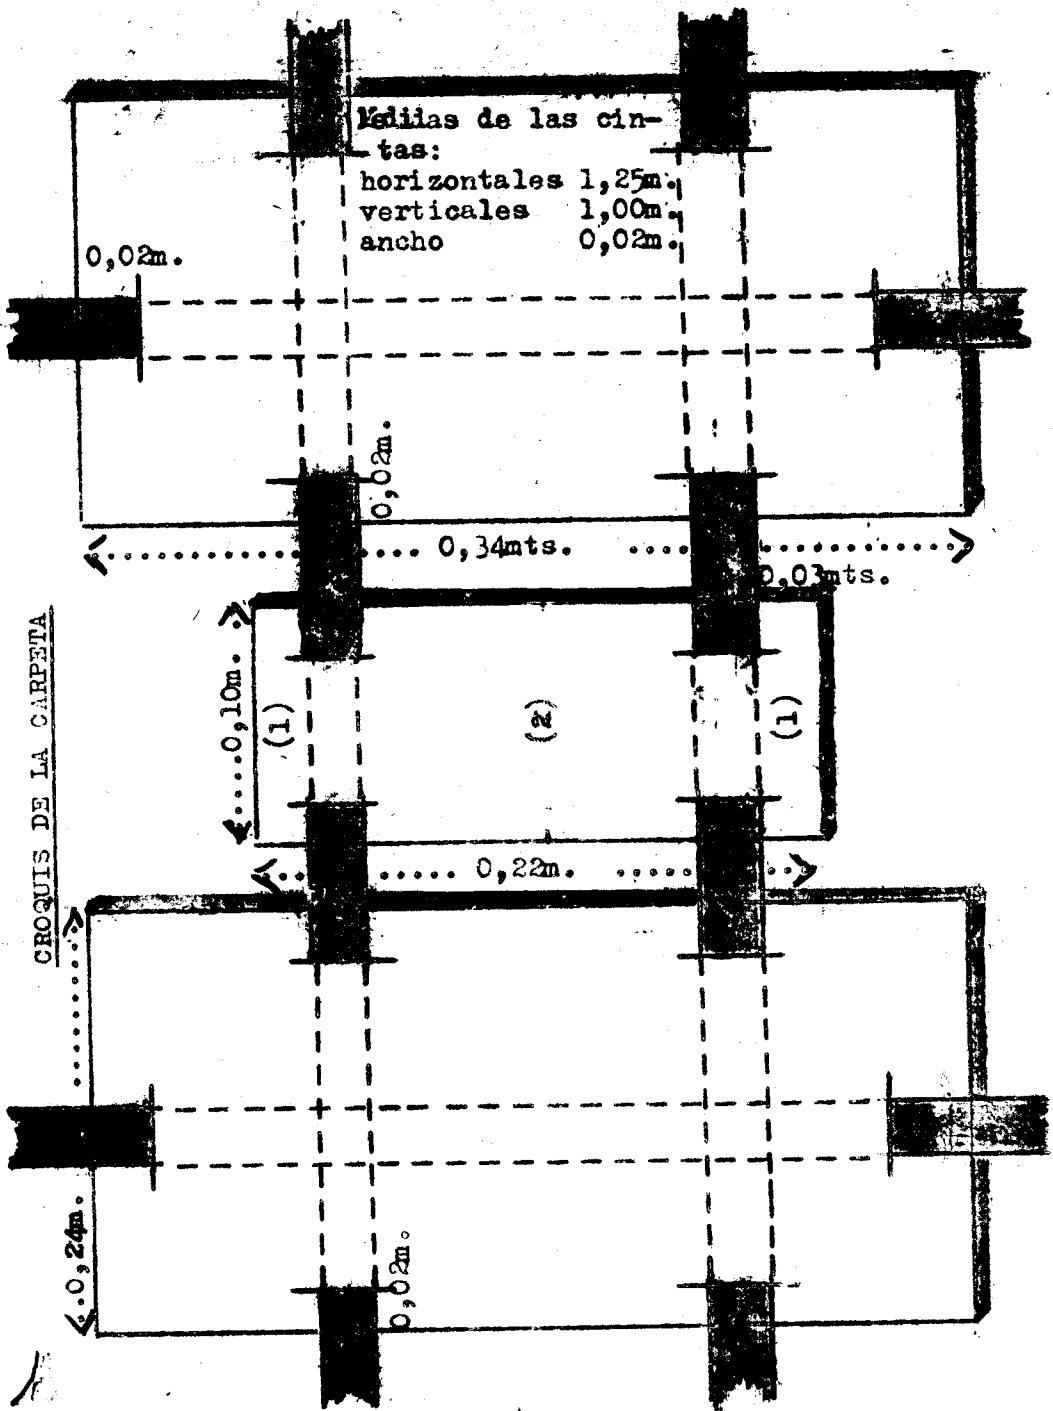 Mediias de las cin-
tas:
horizontales 1,25m.
verticales 1,00m.
ancho 0,02m.
0,02m.
0,02m.
0,34mts.
0,03mts.
CROQUIS DE LA CARPETA
0,10m.
(1)
(2)
(1)
0,22m.
0,24m.
0,02m.